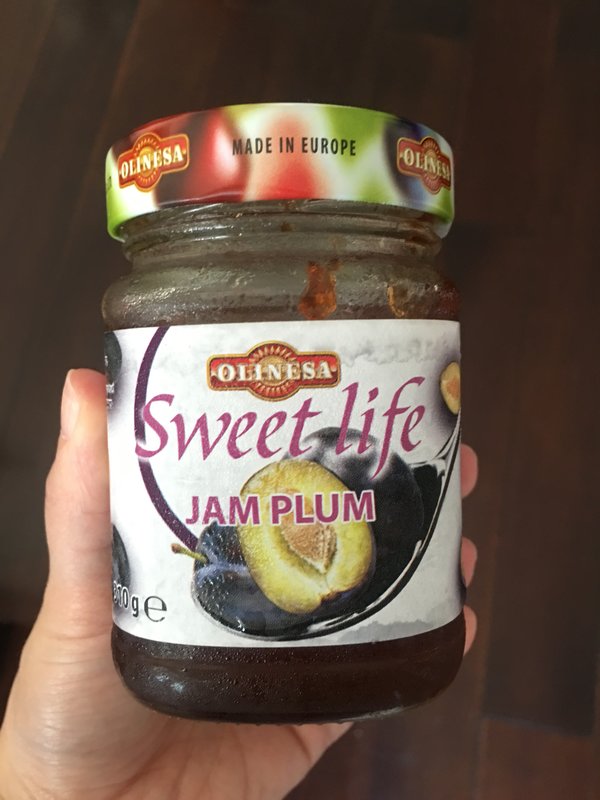 OLINESA
MADE IN EUROPE
OLINESA
OLINESA
Sweet life
JAM PLUM
g℮